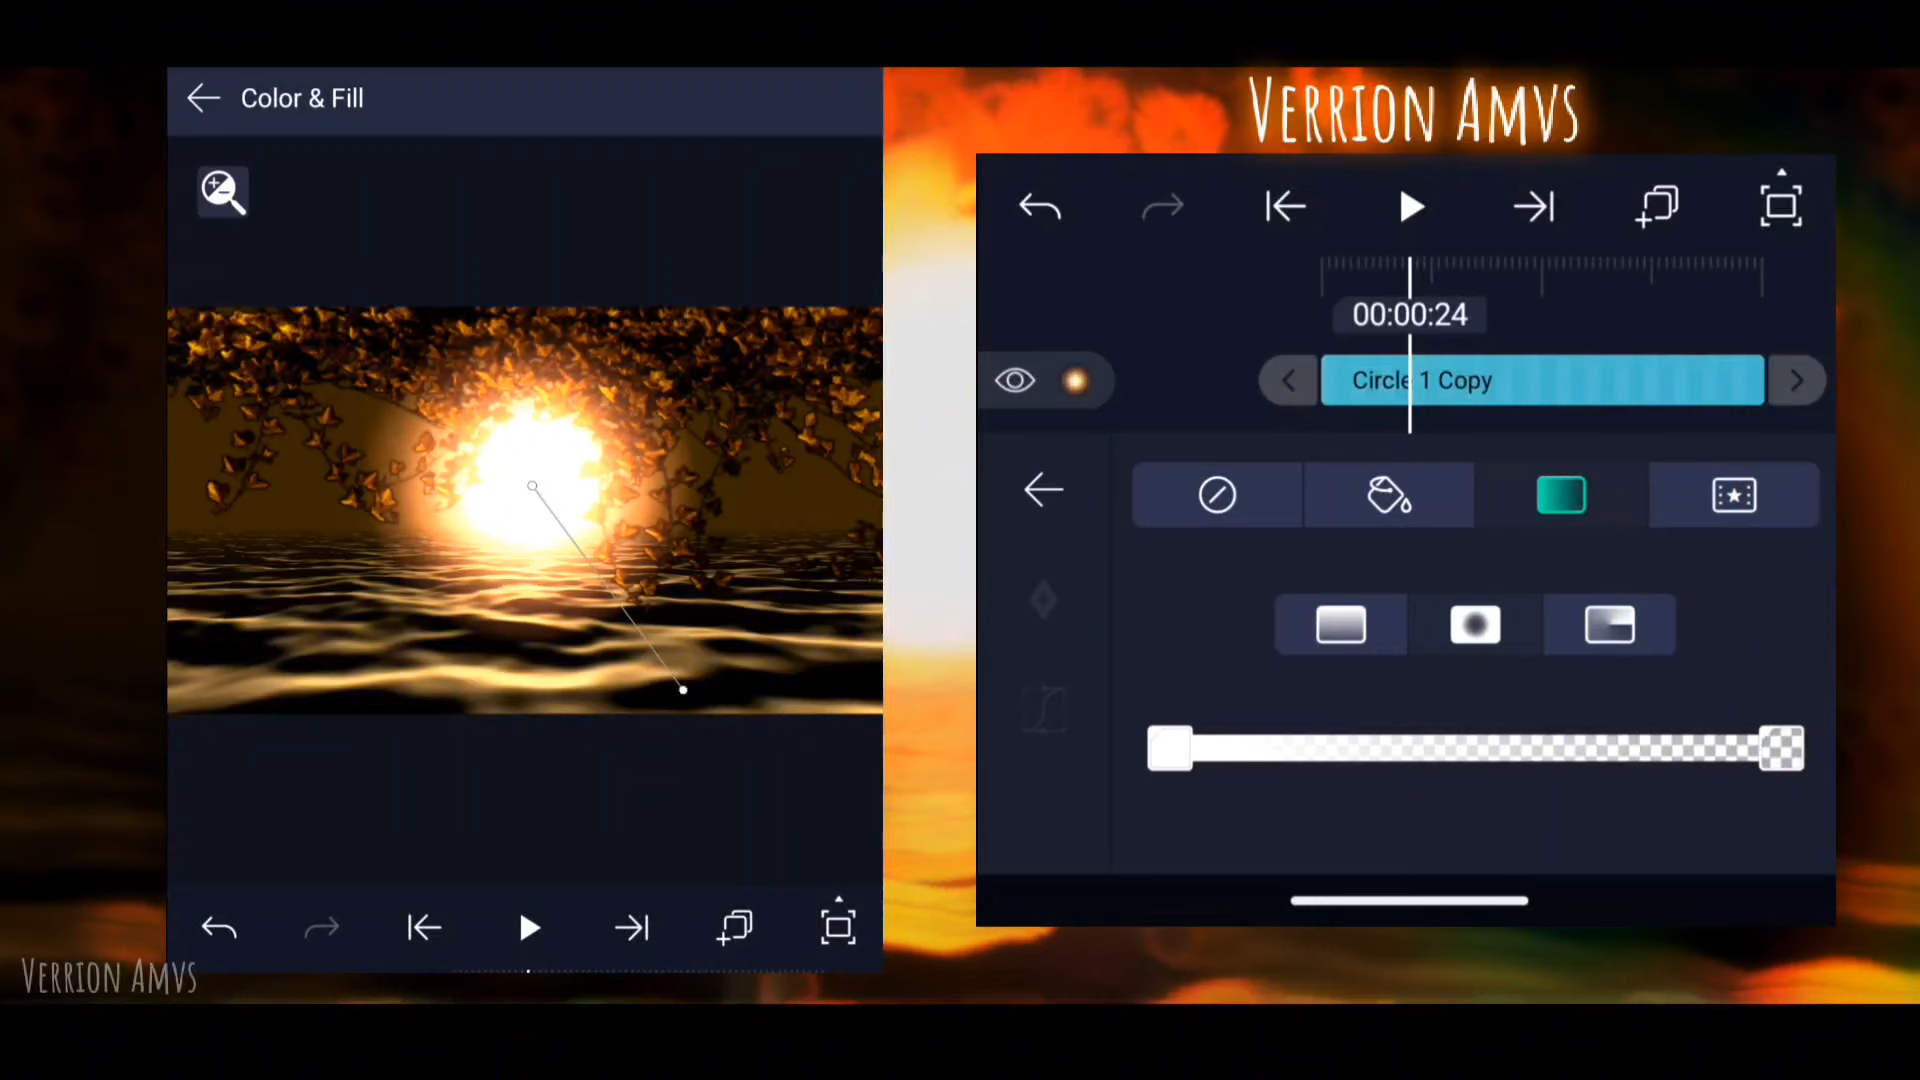 Color & Fill
VERRION AMVS
00:00:24
Circle 1 Copy
VERRION AMVS